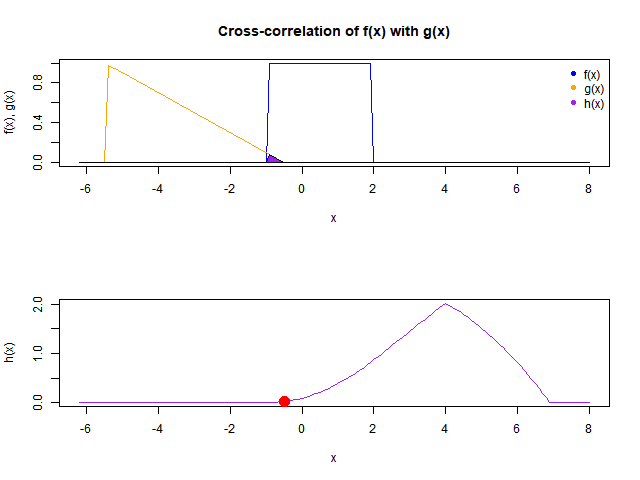 Cross-correlation of f(x) with g(x)
f(x), g(x)
0.0 0.4 0.8
f(x)
g(x)
h(x)
-6 -4 -2 0 2 4 6 8
x
h(x)
0.0 1.0 2.0
-6 -4 -2 0 2 4 6 8
x